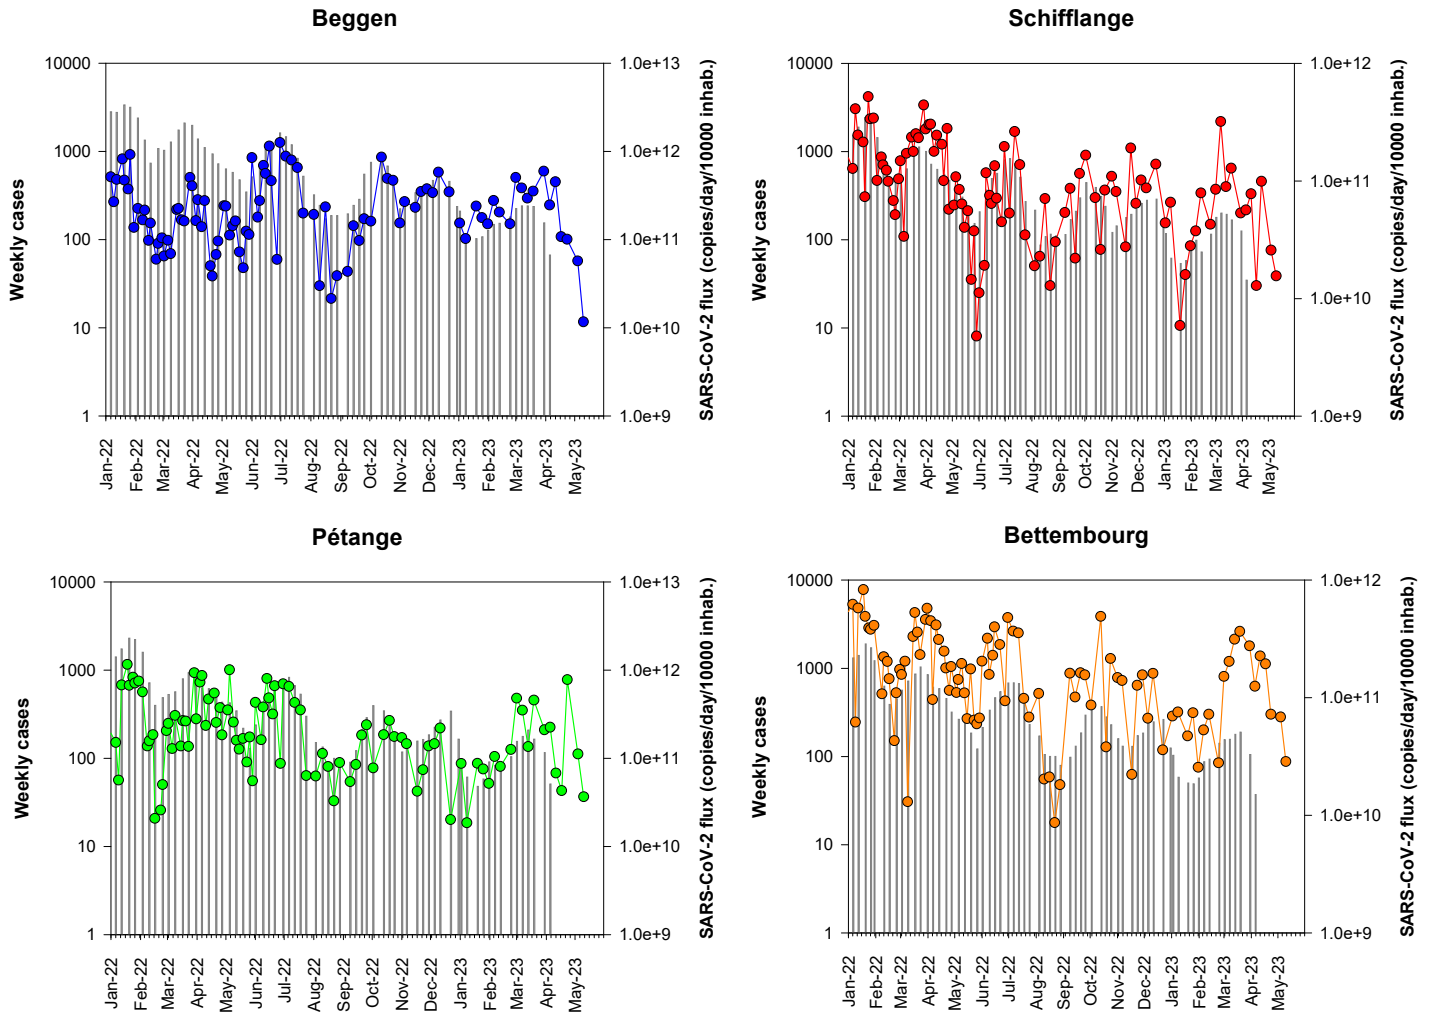 Beggen
Weekly cases
10000
1000
100
10
1
1.0e+13
1.0e+12
1.0e+11
1.0e+10
1.0e+9
SARS-CoV-2 flux (copies/day/10000 inhab.)
Jan-22
Feb-22
Mar-22
Apr-22
May-22
Jun-22
Jul-22
Aug-22
Sep-22
Oct-22
Nov-22
Dec-22
Jan-23
Feb-23
Mar-23
Apr-23
May-23
Schifflange
Weekly cases
10000
1000
100
10
1
1.0e+12
1.0e+11
1.0e+10
1.0e+9
SARS-CoV-2 flux (copies/day/10000 inhab.)
Jan-22
Feb-22
Mar-22
Apr-22
May-22
Jun-22
Jul-22
Aug-22
Sep-22
Oct-22
Nov-22
Dec-22
Jan-23
Feb-23
Mar-23
Apr-23
May-23
Pétange
Weekly cases
10000
1000
100
10
1
1.0e+13
1.0e+12
1.0e+11
1.0e+10
1.0e+9
SARS-CoV-2 flux (copies/day/10000 inhab.)
Jan-22
Feb-22
Mar-22
Apr-22
May-22
Jun-22
Jul-22
Aug-22
Sep-22
Oct-22
Nov-22
Dec-22
Jan-23
Feb-23
Mar-23
Apr-23
May-23
Bettembourg
Weekly cases
10000
1000
100
10
1
1.0e+12
1.0e+11
1.0e+10
1.0e+9
SARS-CoV-2 flux (copies/day/10000 inhab.)
Jan-22
Feb-22
Mar-22
Apr-22
May-22
Jun-22
Jul-22
Aug-22
Sep-22
Oct-22
Nov-22
Dec-22
Jan-23
Feb-23
Mar-23
Apr-23
May-23